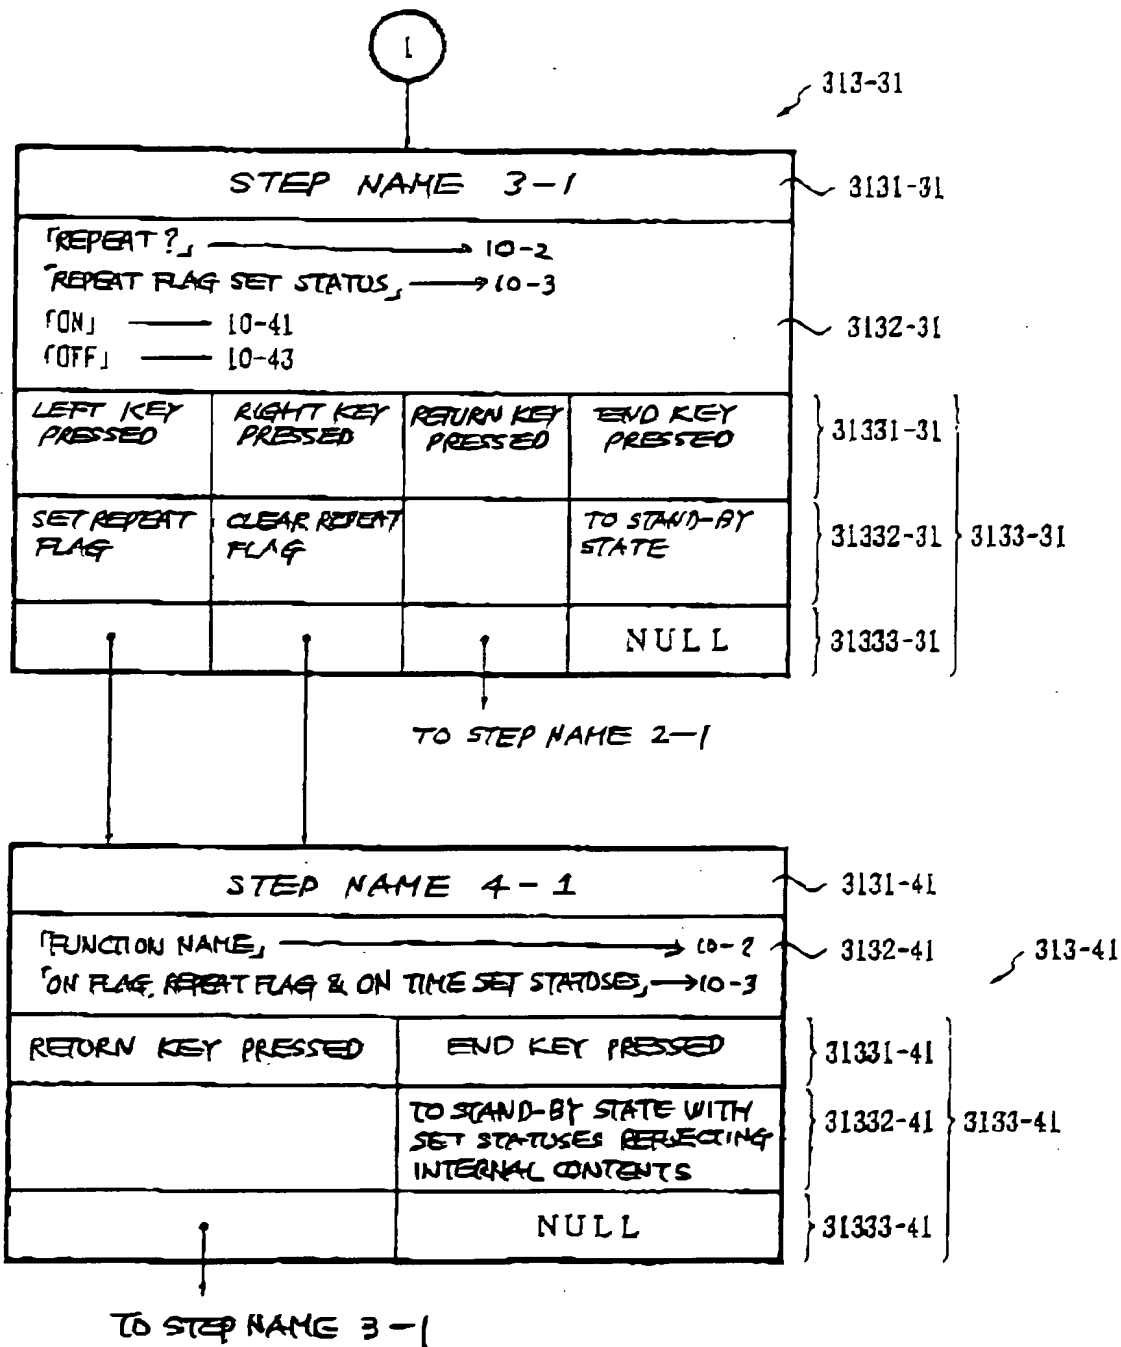 1
313-31
STEP NAME 3-1
3131-31
「REPEAT ?」 → 10-2
「REPEAT FLAG SET STATUS」 → 10-3
「ON」 10-41
3132-31
「OFF」 10-43
LEFT KEY PRESSED
RIGHT KEY PRESSED
RETURN KEY PRESSED
END KEY PRESSED
31331-31
SET REPEAT FLAG
CLEAR REPEAT FLAG
TO STAND-BY STATE
31332-31
3133-31
NULL
31333-31
TO STEP NAME 2-1
STEP NAME 4-1
3131-41
「FUNCTION NAME」 → 10-2
3132-41
313-41
「ON FLAG, REPEAT FLAG & ON TIME SET STATUSES」 → 10-3
RETURN KEY PRESSED
END KEY PRESSED
31331-41
TO STAND-BY STATE WITH
SET STATUSES REFLECTING
INTERNAL CONTENTS
31332-41
3133-41
NULL
31333-41
TO STEP NAME 3-1